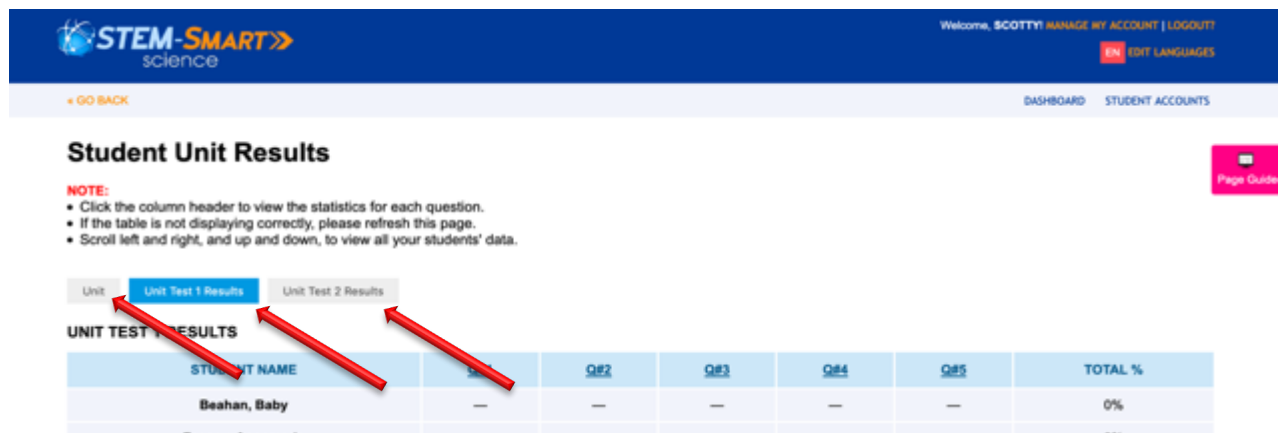 STEM-SMART»
science
Welcome, SCOTTY! MANAGE MY ACCOUNT | LOGOUT?
EN EDIT LANGUAGES
« GO BACK
DASHBOARD STUDENT ACCOUNTS
Student Unit Results
Page Guide
NOTE:
• Click the column header to view the statistics for each question.
• If the table is not displaying correctly, please refresh this page.
• Scroll left and right, and up and down, to view all your students' data.
Unit Unit Test 1 Results Unit Test 2 Results
UNIT TEST RESULTS
STUDENT NAME Q#2 Q#3 Q#4 Q#5 TOTAL %
Beahan, Baby — — — — — 0%